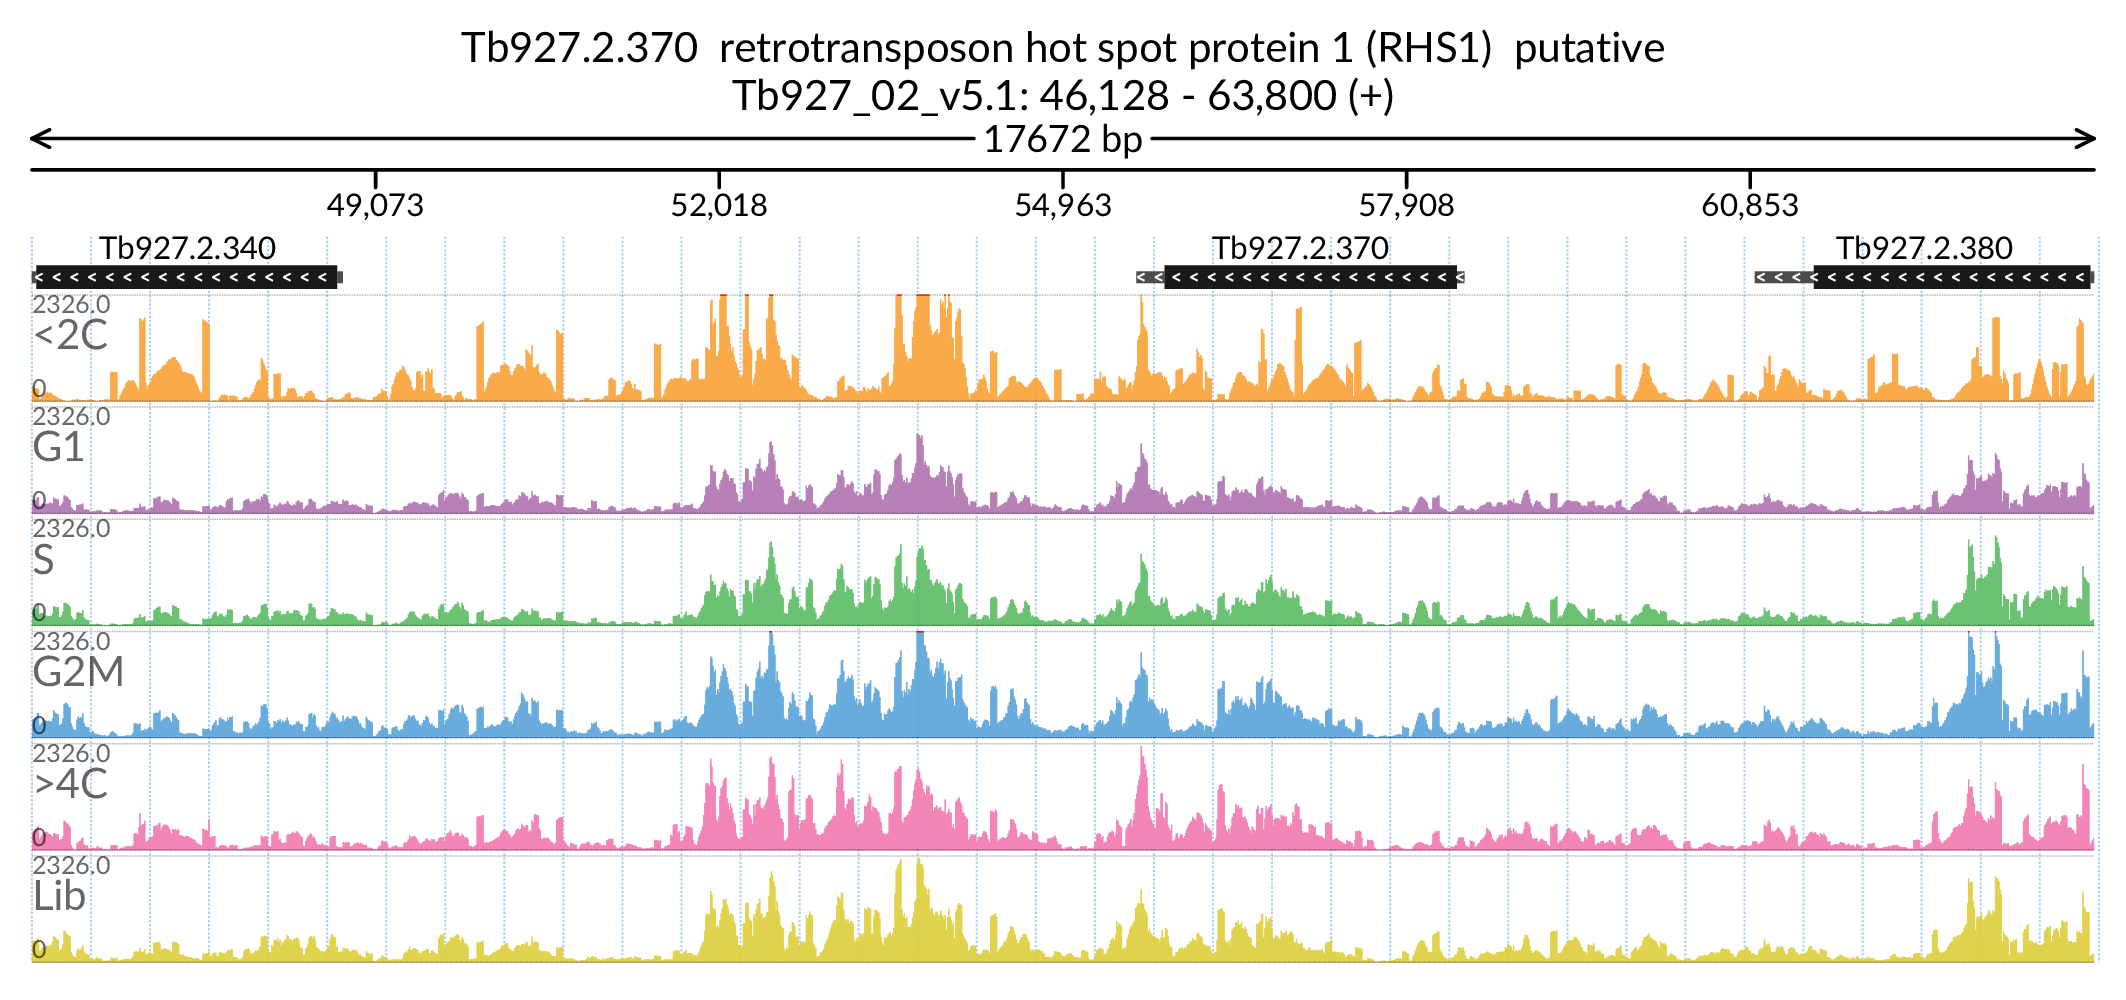 Tb927.2.370 retrotransposon hot spot protein 1 (RHS1) putative
Tb927_02_v5.1: 46,128 - 63,800 (+)
17672 bp
49,073 52,018 54,963 57,908 60,853
Tb927.2.340 Tb927.2.370 Tb927.2.380
2326.0
<2C
0
2326.0
G1
0
2326.0
S
0
2326.0
G2M
0
2326.0
>4C
0
2326.0
Lib
0